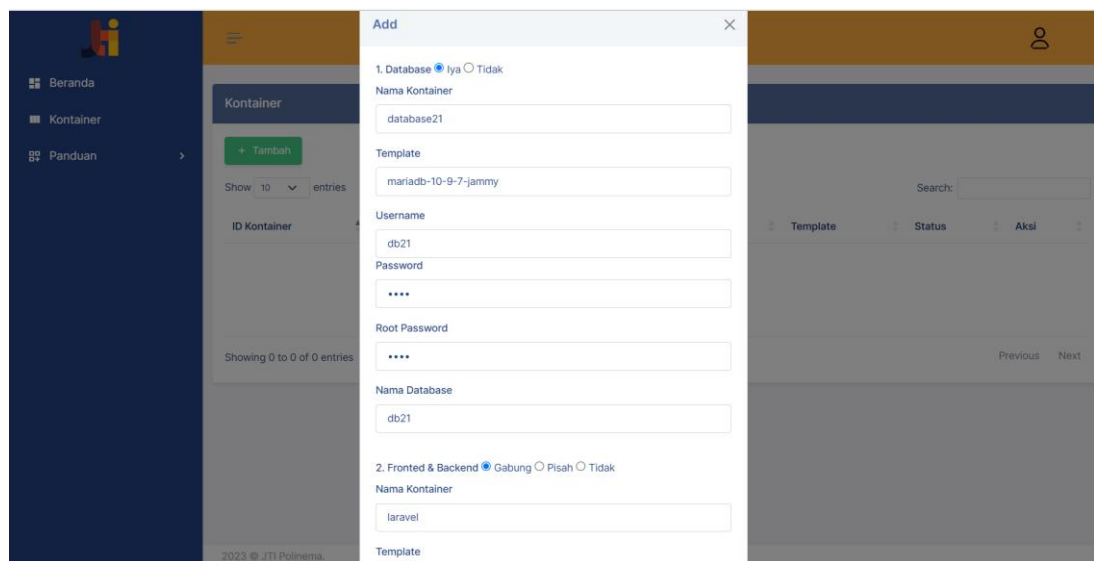 Add
Beranda
Kontainer
Panduan
Kontainer
+ Tambah
Show 10 entries
Search:
ID Kontainer
Template
Status
Aksi
Showing 0 to 0 of 0 entries
Previous Next
2023 © JTI Polinema.
1. Database Iya Tidak
Nama Kontainer
database21
Template
mariadb-10-9-7-jammy
Username
db21
Password
••••
Root Password
••••
Nama Database
db21
2. Fronted & Backend Gabung Pisah Tidak
Nama Kontainer
laravel
Template